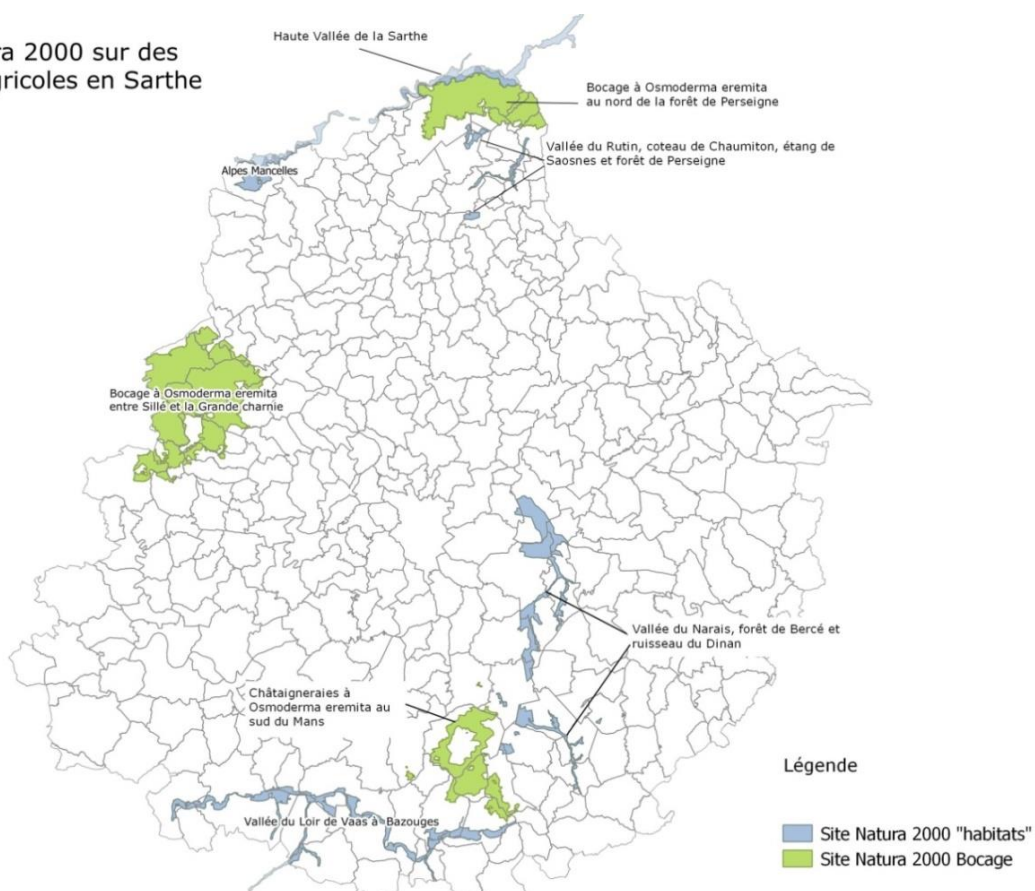 ra 2000 sur des
gricoles en Sarthe
Haute Vallée de la Sarthe
Bocage à Osmoderma eremita
au nord de la forêt de Perseigne
Vallée du Rutin, coteau de Chaumiton, étang de
Saosnes et forêt de Perseigne
Alpes Mancelles
Bocage à Osmoderma eremita
entre Sillé et la Grande charnie
Vallée du Narais, forêt de Bercé et
ruisseau du Dinan
Châtaigneraies à
Osmoderma eremita au
sud du Mans
Vallée du Loir de Vaas à Bazouges
Légende
Site Natura 2000 "habitats"
Site Natura 2000 Bocage